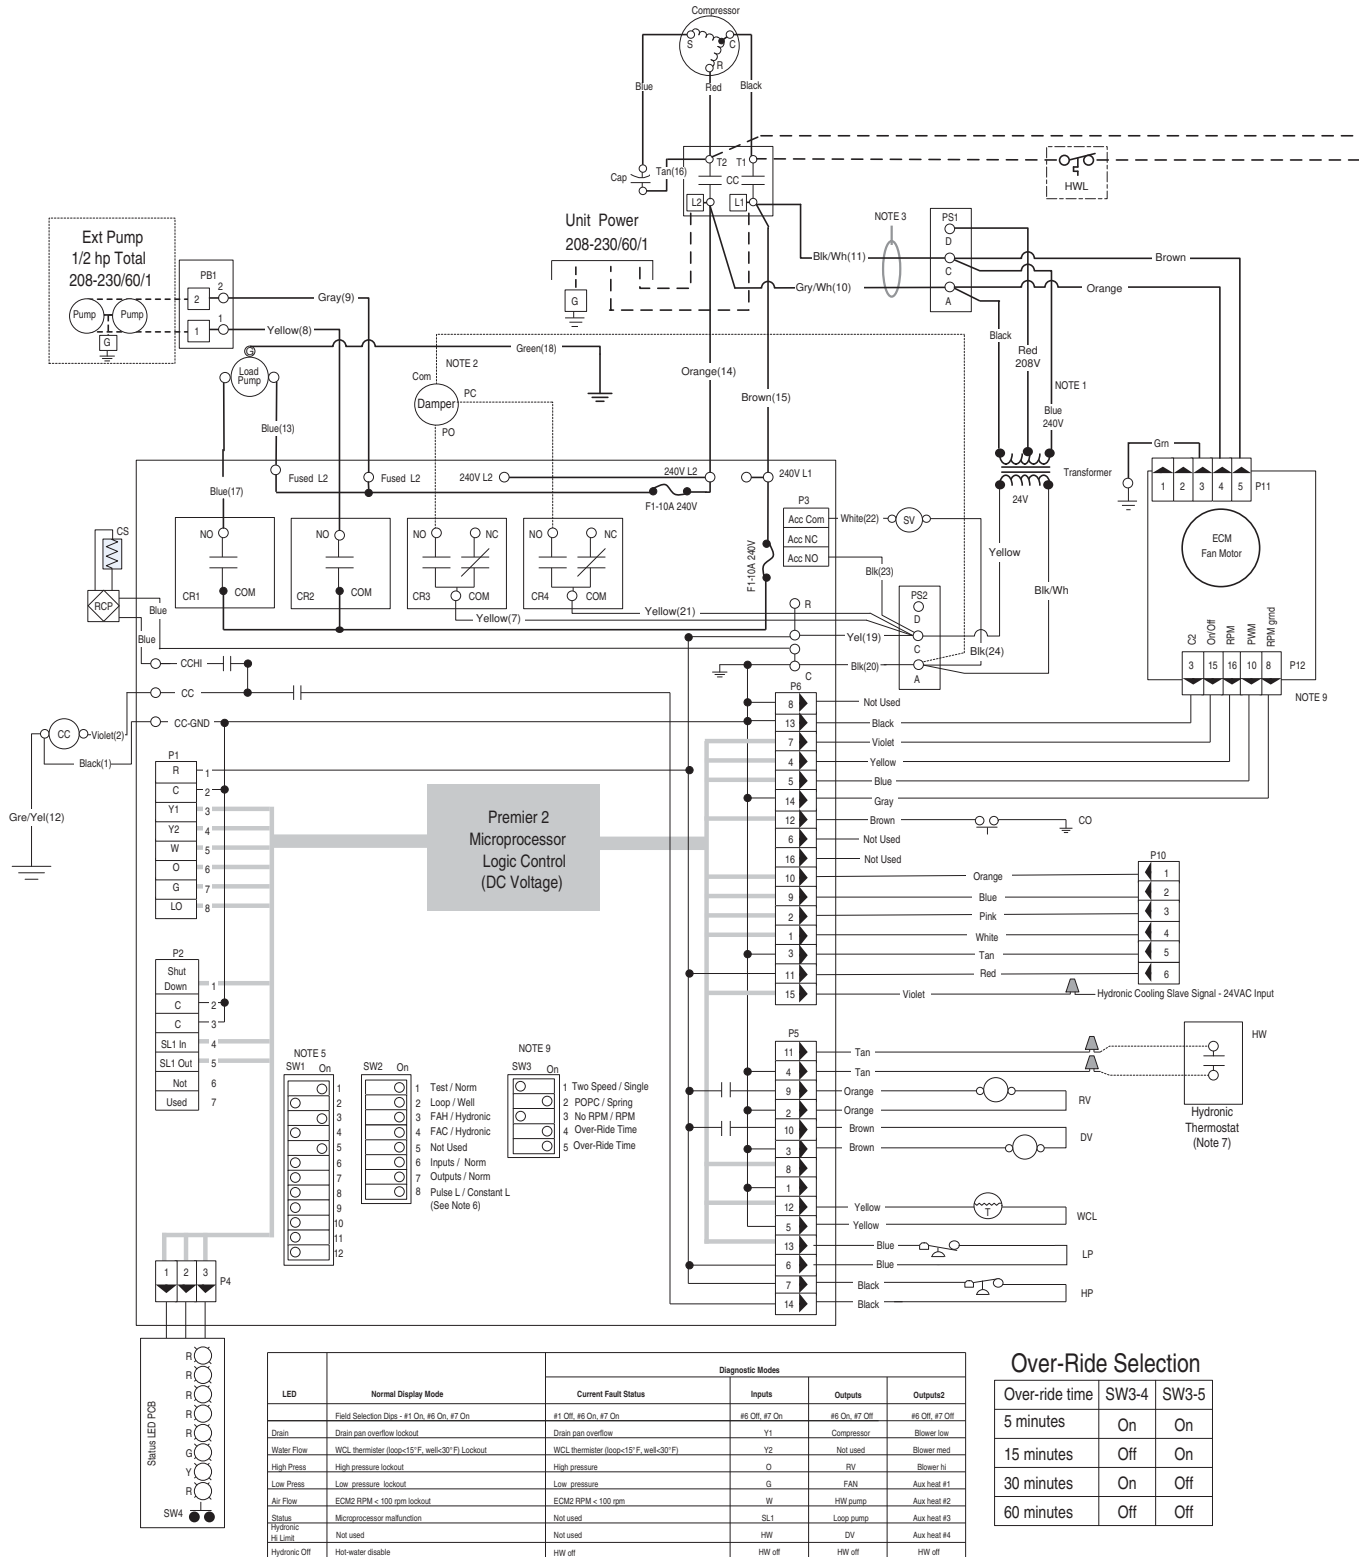 Compressor
S
C
R
Blue
Red
Black
T2
T1
Cap
Tan(16)
CC
L2
L1
HWL
Unit Power
208-230/60/1
G
NOTE 3
PS1
D
C
A
Blk/Wh(11)
Gry/Wh(10)
Brown
Orange
Ext Pump
1/2 hp Total
208-230/60/1
Pump
Pump
G
PB1
2
2
1
1
Gray(9)
Yellow(8)
Green(18)
G
Load
Pump
NOTE 2
Com
Damper
PC
PO
Orange(14)
Brown(15)
Black
Red
208V
NOTE 1
Blue
240V
Blue(13)
Blue(17)
Grn
Transformer
24V
Fused L2
Fused L2
240V L2
240V L2
240V L1
F1-10A 240V
F1-10A 240V
1 2 3 4 5 P11
ECM
Fan Motor
P3
Acc Com
Acc NC
Acc NO
White(22)
SV
Blk(23)
Yellow
Blk/Wh
CS
RCP
Blue
Blue
NO
COM
CR1
NO
COM
CR2
NO
NC
CR3
COM
NO
NC
CR4
COM
Yellow(21)
Yellow(7)
R
Yel(19)
Blk(20)
C
PS2
D
C
A
Blk(24)
C2
On/Off
RPM
PWM
RPM grnd
3 15 16 10 8 P12
NOTE 9
CCHI
CC
CC-GND
CC
Violet(2)
Black(1)
Gre/Yel(12)
P1
R 1
C 2
Y1 3
Y2 4
W 5
O 6
G 7
LO 8
Premier 2
Microprocessor
Logic Control
(DC Voltage)
P6
8 Not Used
13 Black
7 Violet
4 Yellow
5 Blue
14 Gray
12 Brown CO
6 Not Used
16 Not Used
10 Orange
9 Blue
2 Pink
1 White
3 Tan
11 Red
15 Violet Hydronic Cooling Slave Signal - 24VAC Input
P10
1
2
3
4
5
6
P2
Shut
Down 1
C 2
C 3
SL1 In 4
SL1 Out 5
Not 6
Used 7
NOTE 5
SW1 On
1
2
3
4
5
6
7
8
9
10
11
12
SW2 On
1 Test / Norm
2 Loop / Well
3 FAH / Hydronic
4 FAC / Hydronic
5 Not Used
6 Inputs / Norm
7 Outputs / Norm
8 Pulse L / Constant L
(See Note 6)
NOTE 9
SW3 On
1 Two Speed / Single
2 POPC / Spring
3 No RPM / RPM
4 Over-Ride Time
5 Over-Ride Time
P5
11 Tan
4 Tan
9 Orange
2 Orange
RV
10 Brown
3 Brown
DV
8
1
12 Yellow
5 Yellow
T
WCL
13 Blue
6 Blue
LP
7 Black
14 Black
HP
HW
Hydronic
Thermostat
(Note 7)
1 2 3 P4
Status LED PCB
R
R
R
R
R
G
Y
R
SW4
Diagnostic Modes
LED Normal Display Mode Current Fault Status Inputs Outputs Outputs2
Field Selection Dips - #1 On, #6 On, #7 On #1 Off, #6 On, #7 On #6 Off, #7 On #6 On, #7 Off #6 Off, #7 Off
Drain Drain pan overflow lockout Drain pan overflow Y1 Compressor Blower low
Water Flow WCL thermister (loop<15°F, well<30°F) Lockout WCL thermister (loop<15°F, well<30°F) Y2 Not used Blower med
High Press High pressure lockout High pressure O RV Blower hi
Low Press Low pressure lockout Low pressure G FAN Aux heat #1
Air Flow ECM2 RPM < 100 rpm lockout ECM2 RPM < 100 rpm W HW pump Aux heat #2
Status Microprocessor malfunction Not used SL1 Loop pump Aux heat #3
Hydronic
Hi Limit Not used Not used HW DV Aux heat #4
Hydronic Off Hot-water disable HW off HW off HW off HW off
Over-Ride Selection
Over-ride time SW3-4 SW3-5
5 minutes On On
15 minutes Off On
30 minutes On Off
60 minutes Off Off